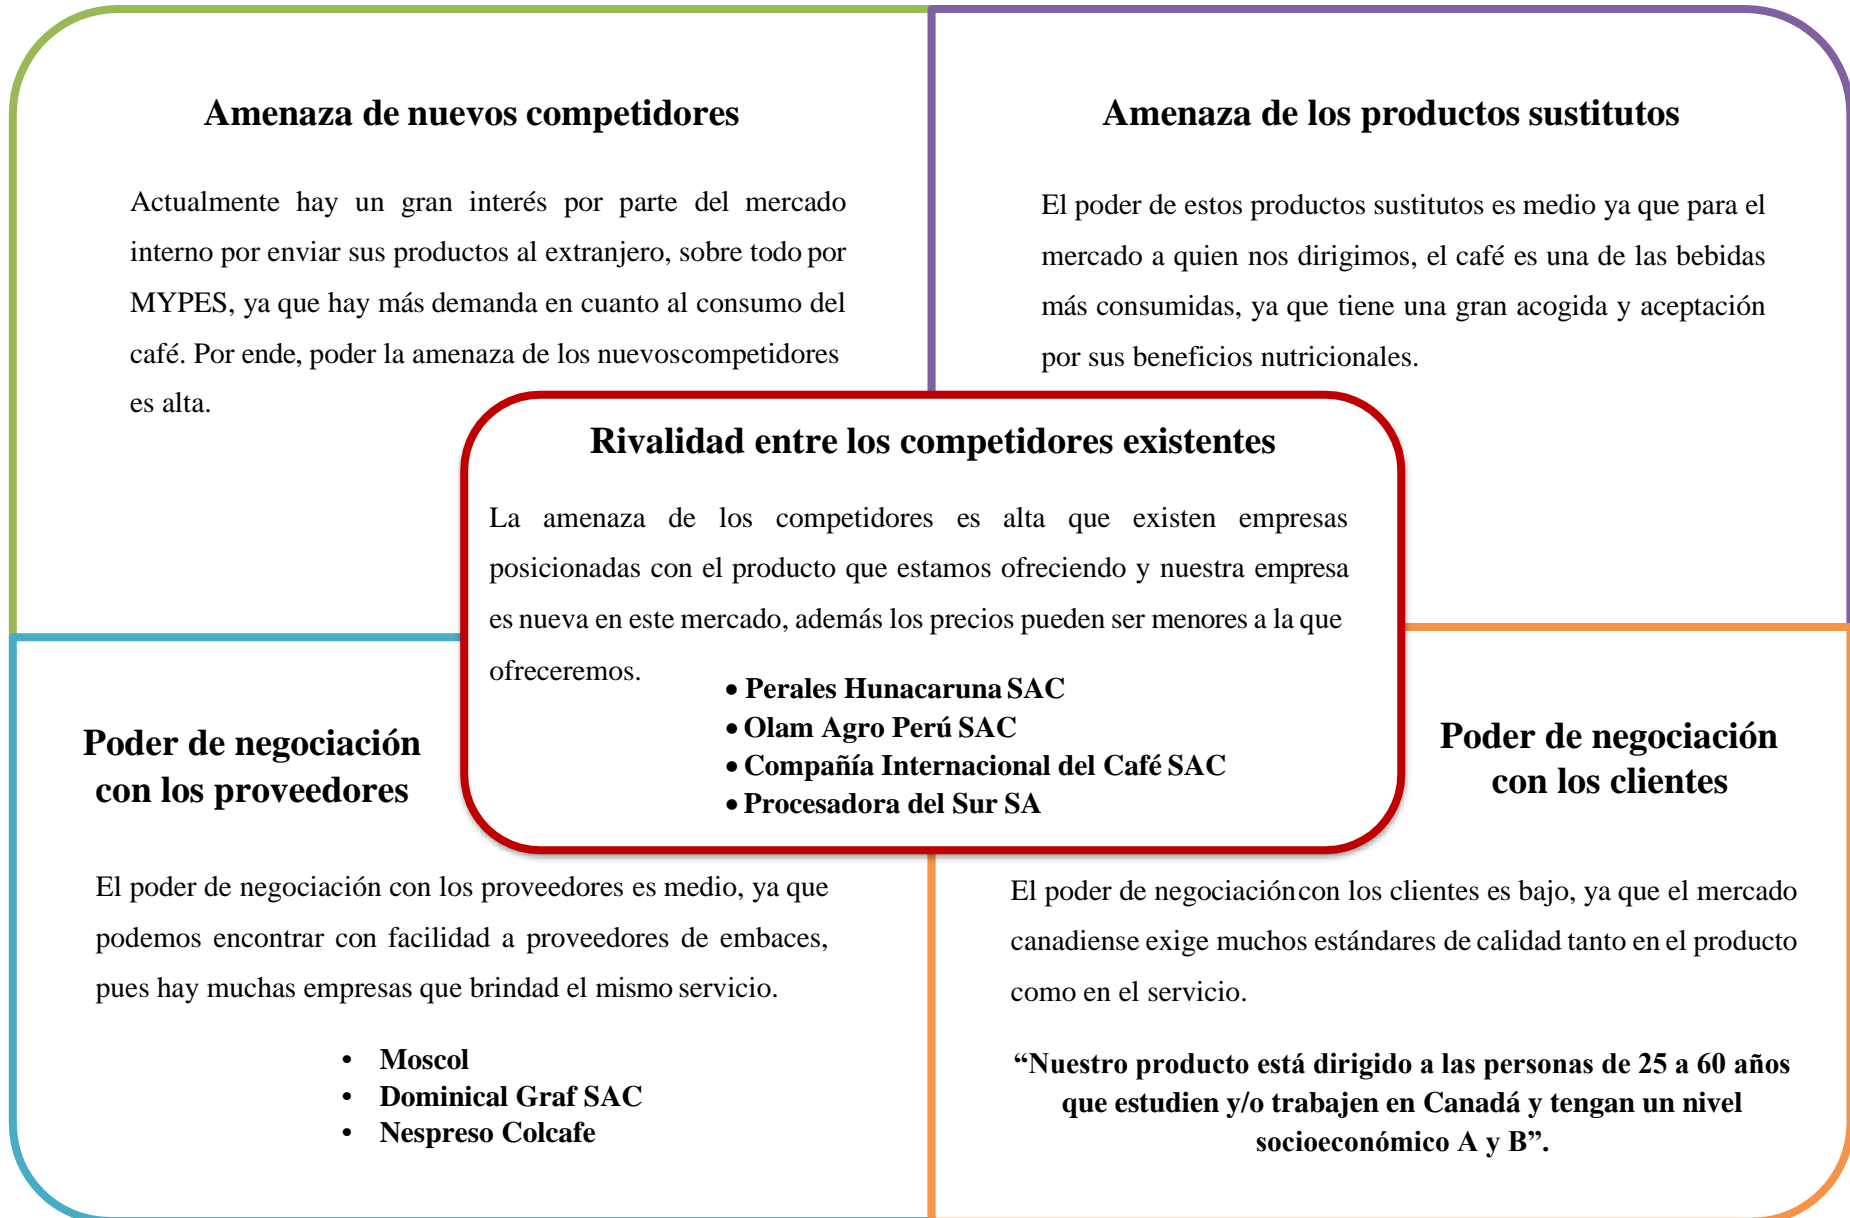 Amenaza de nuevos competidores
Actualmente hay un gran interés por parte del mercado
interno por enviar sus productos al extranjero, sobre todo por
MYPES, ya que hay más demanda en cuanto al consumo del
café. Por ende, poder la amenaza de los nuevoscompetidores
es alta.
Amenaza de los productos sustitutos
El poder de estos productos sustitutos es medio ya que para el
mercado a quien nos dirigimos, el café es una de las bebidas
más consumidas, ya que tiene una gran acogida y aceptación
por sus beneficios nutricionales.
Rivalidad entre los competidores existentes
La amenaza de los competidores es alta que existen empresas
posicionadas con el producto que estamos ofreciendo y nuestra empresa
es nueva en este mercado, además los precios pueden ser menores a la que
ofreceremos.
• Perales Hunacaruna SAC
• Olam Agro Perú SAC
• Compañía Internacional del Café SAC
• Procesadora del Sur SA
Poder de negociación
con los proveedores
El poder de negociación con los proveedores es medio, ya que
podemos encontrar con facilidad a proveedores de embaces,
pues hay muchas empresas que brindad el mismo servicio.
• Moscol
• Dominical Graf SAC
• Nespreso Colcafe
Poder de negociación
con los clientes
El poder de negociacióncon los clientes es bajo, ya que el mercado
canadiense exige muchos estándares de calidad tanto en el producto
como en el servicio.
“Nuestro producto está dirigido a las personas de 25 a 60 años
que estudien y/o trabajen en Canadá y tengan un nivel
socioeconómico A y B”.